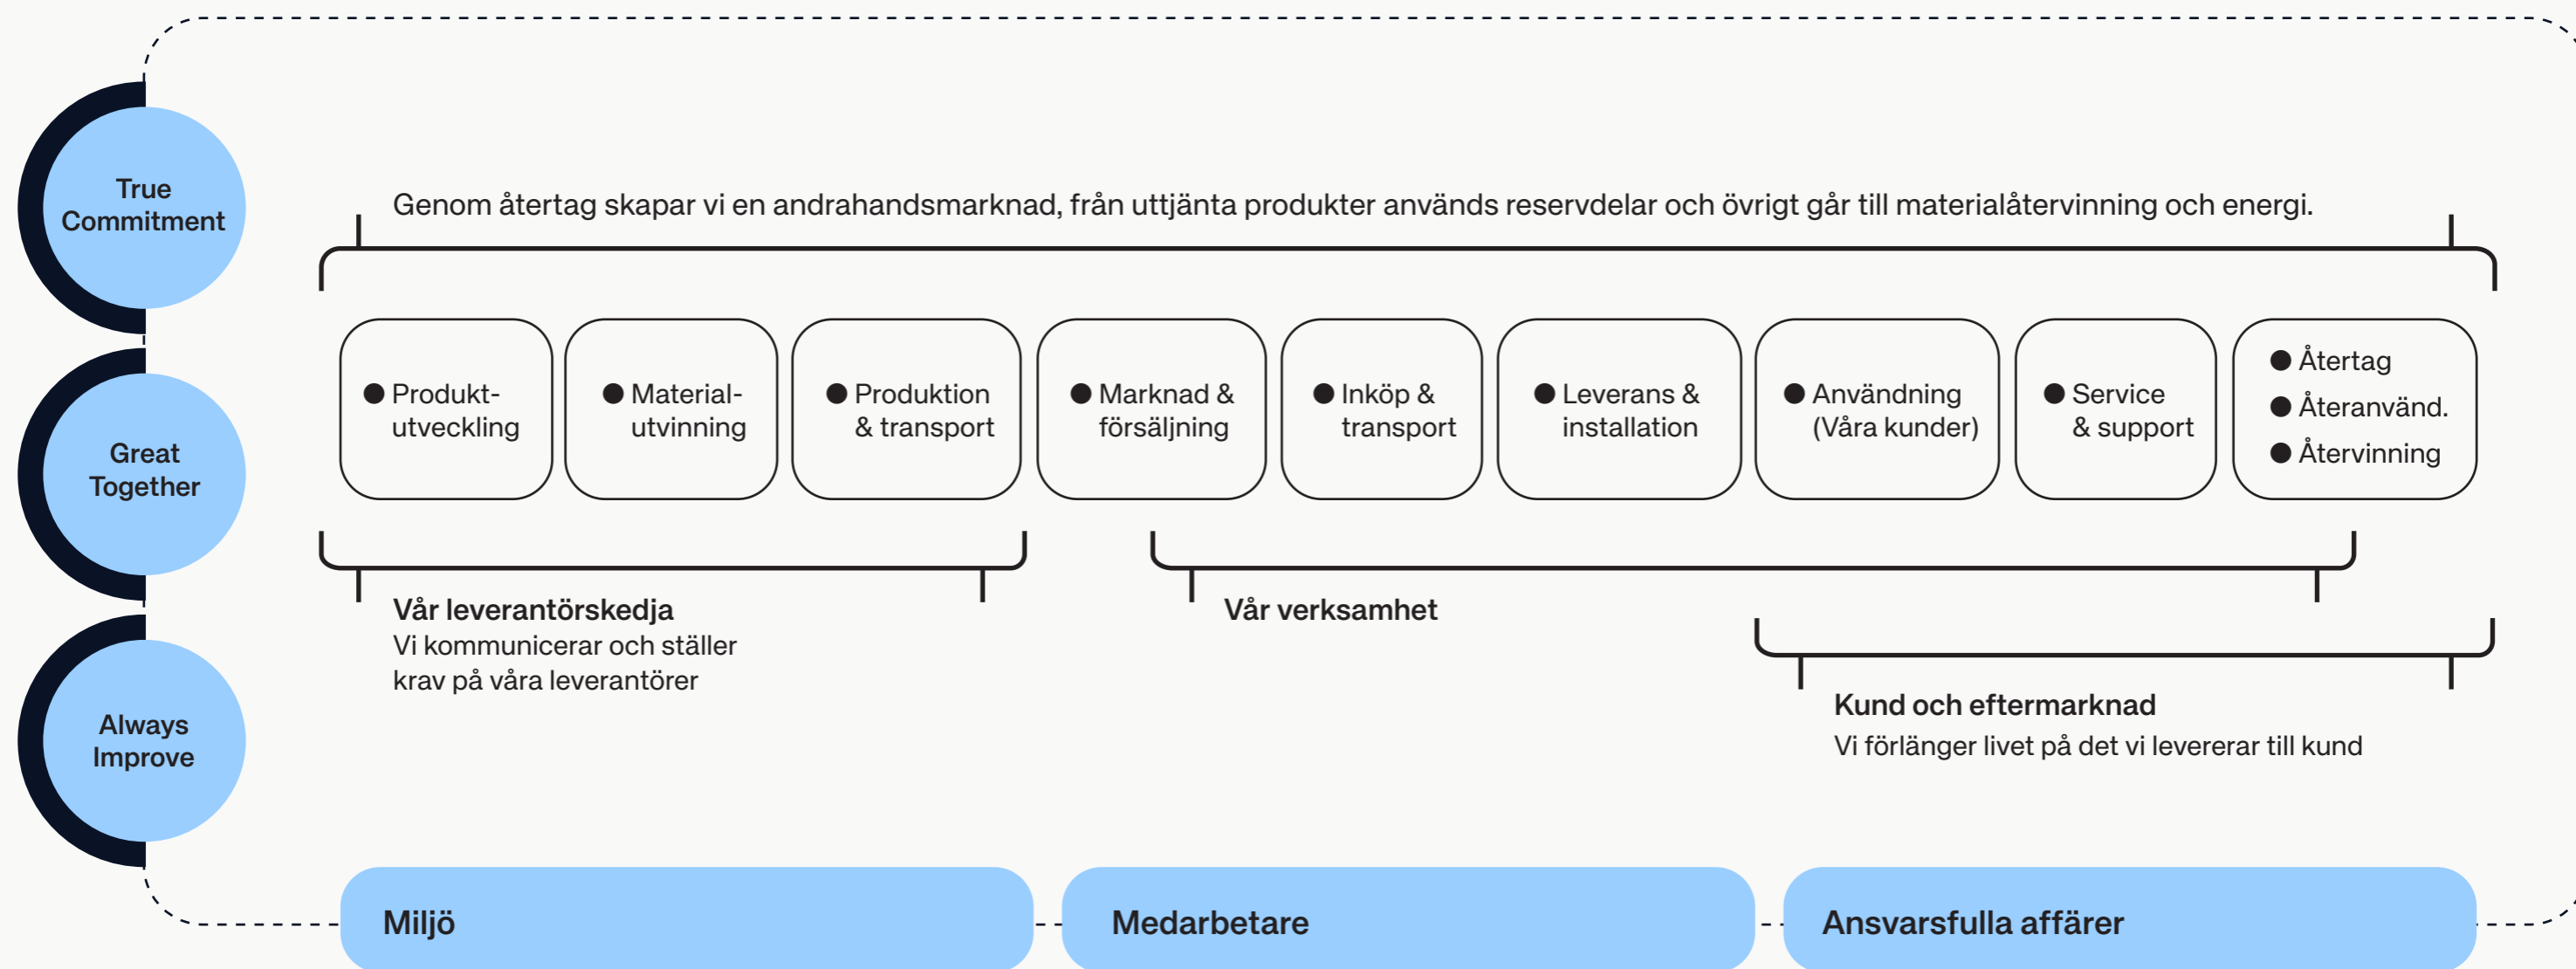 True
Commitment
Great
Together
Always
Improve
Genom återtag skapar vi en andrahandsmarknad, från uttjänta produkter används reservdelar och övrigt går till materialåtervinning och energi.
Produkt-
utveckling
Material-
utvinning
Produktion
& transport
Marknad &
försäljning
Inköp &
transport
Leverans &
installation
Användning
(Våra kunder)
Service
& support
Återtag
Återanvänd.
Återvinning
Vår leverantörskedja
Vi kommunicerar och ställer
krav på våra leverantörer
Vår verksamhet
Kund och eftermarknad
Vi förlänger livet på det vi levererar till kund
Miljö
Medarbetare
Ansvarsfulla affärer